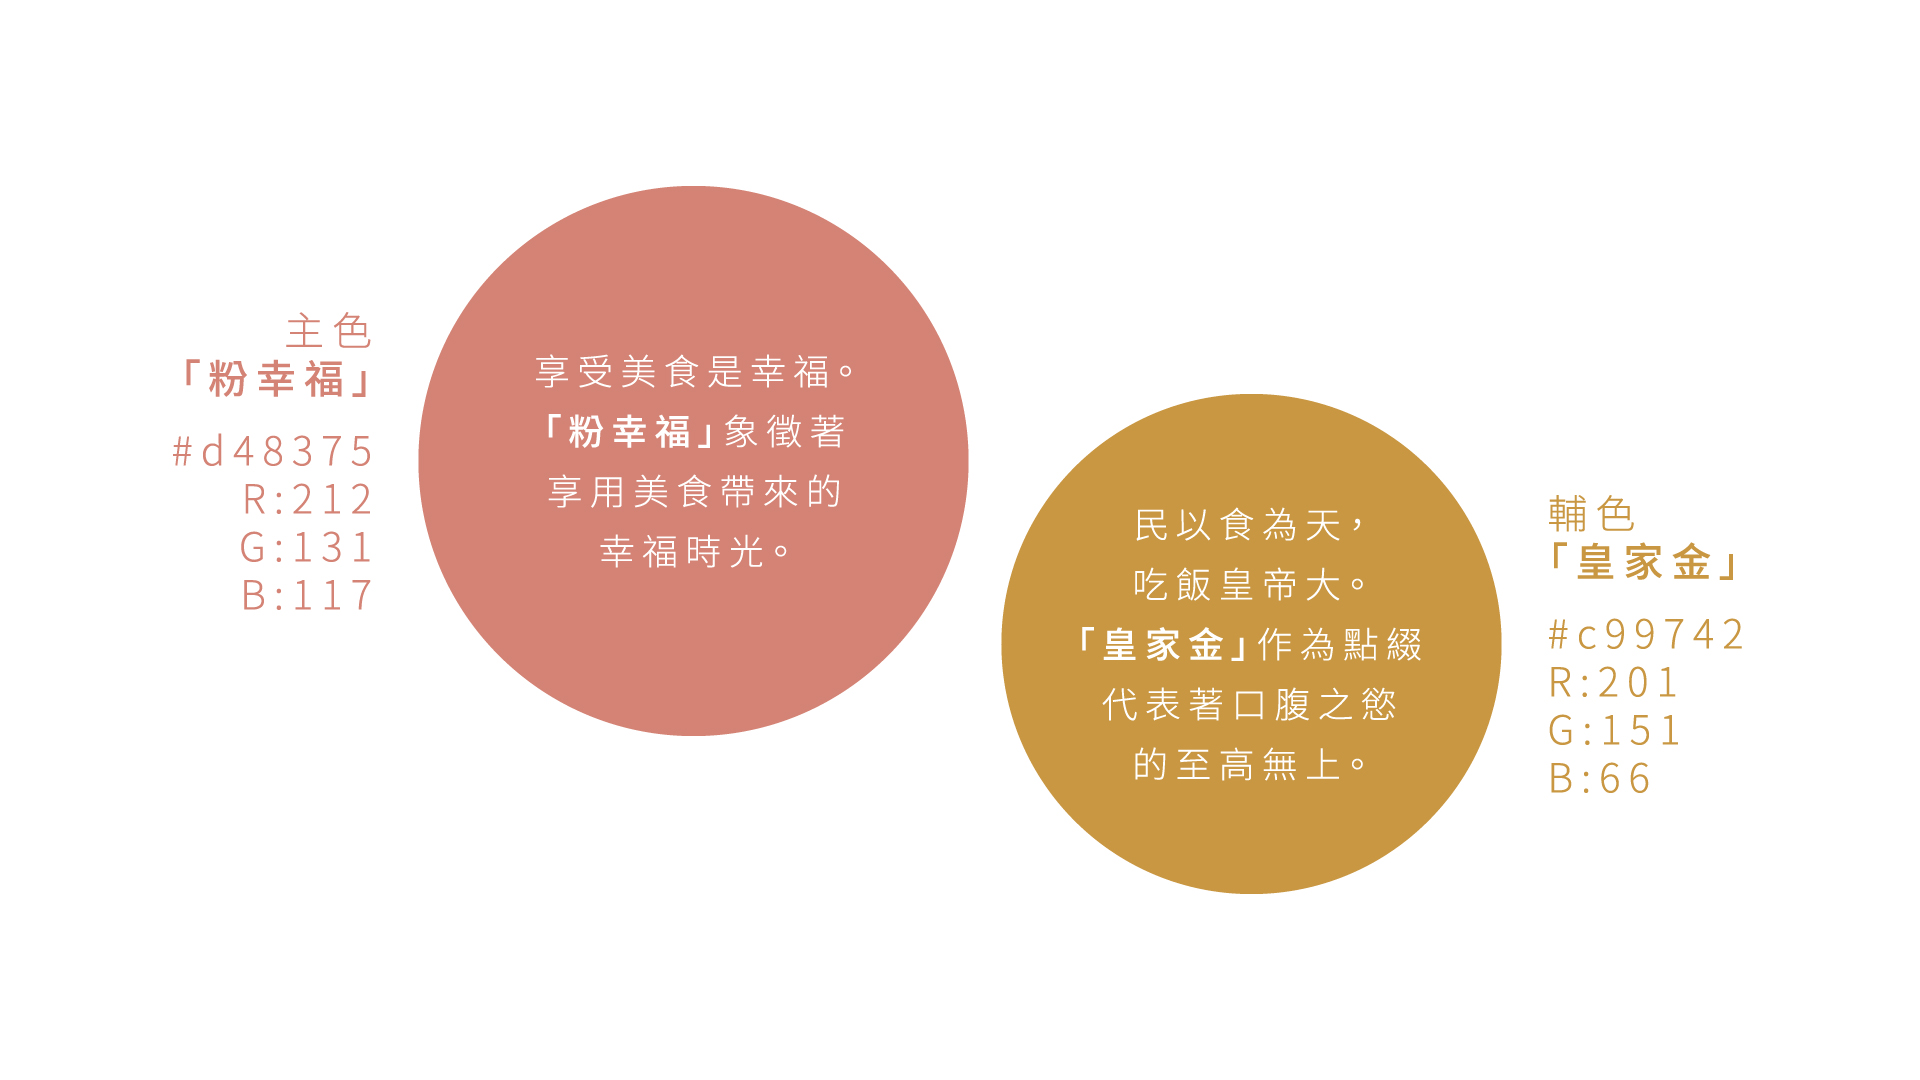 主色
「粉幸福」
#d48375
R:212
G:131
B:117
享受美食是幸福。
「粉幸福」象徵著
享用美食帶來的
幸福時光。
民以食為天，
吃飯皇帝大。
「皇家金」作為點綴
代表著口腹之慾
的至高無上。
輔色
「皇家金」
#c99742
R:201
G:151
B:66